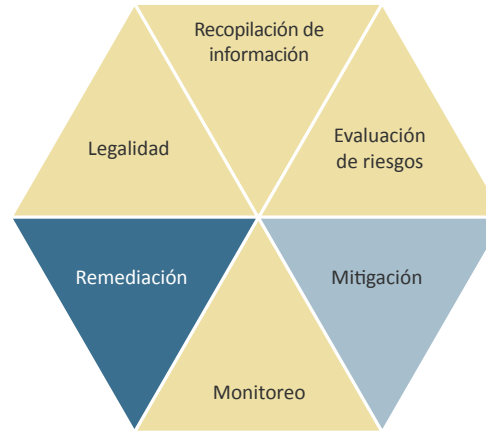 Recopilación de
información
Legalidad
Evaluación
de riesgos
Remediación
Mitigación
Monitoreo